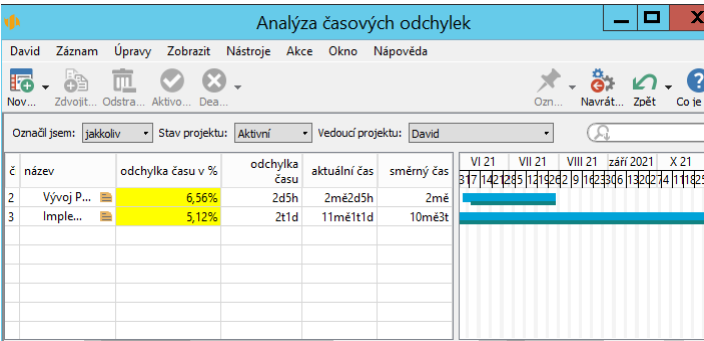 Analýza časových odchylek
David Záznam Úpravy Zobrazit Nástroje Akce Okno Nápověda
Nov... Zdvojit... Odstra... Aktivo... Dea... Ozn... Navrát... Zpět Co je
Označil jsem: jakkoliv Stav projektu: Aktivní Vedoucí projektu: David
č název odchylka času v % odchylka času aktuální čas směrný čas VI 21 VII 21 VIII 21 září 2021 X 21
2 Vývoj P... 6,56% 2d5h 2mě2d5h 2mě
3 Imple... 5,12% 2t1d 11mě1t1d 10mě3t